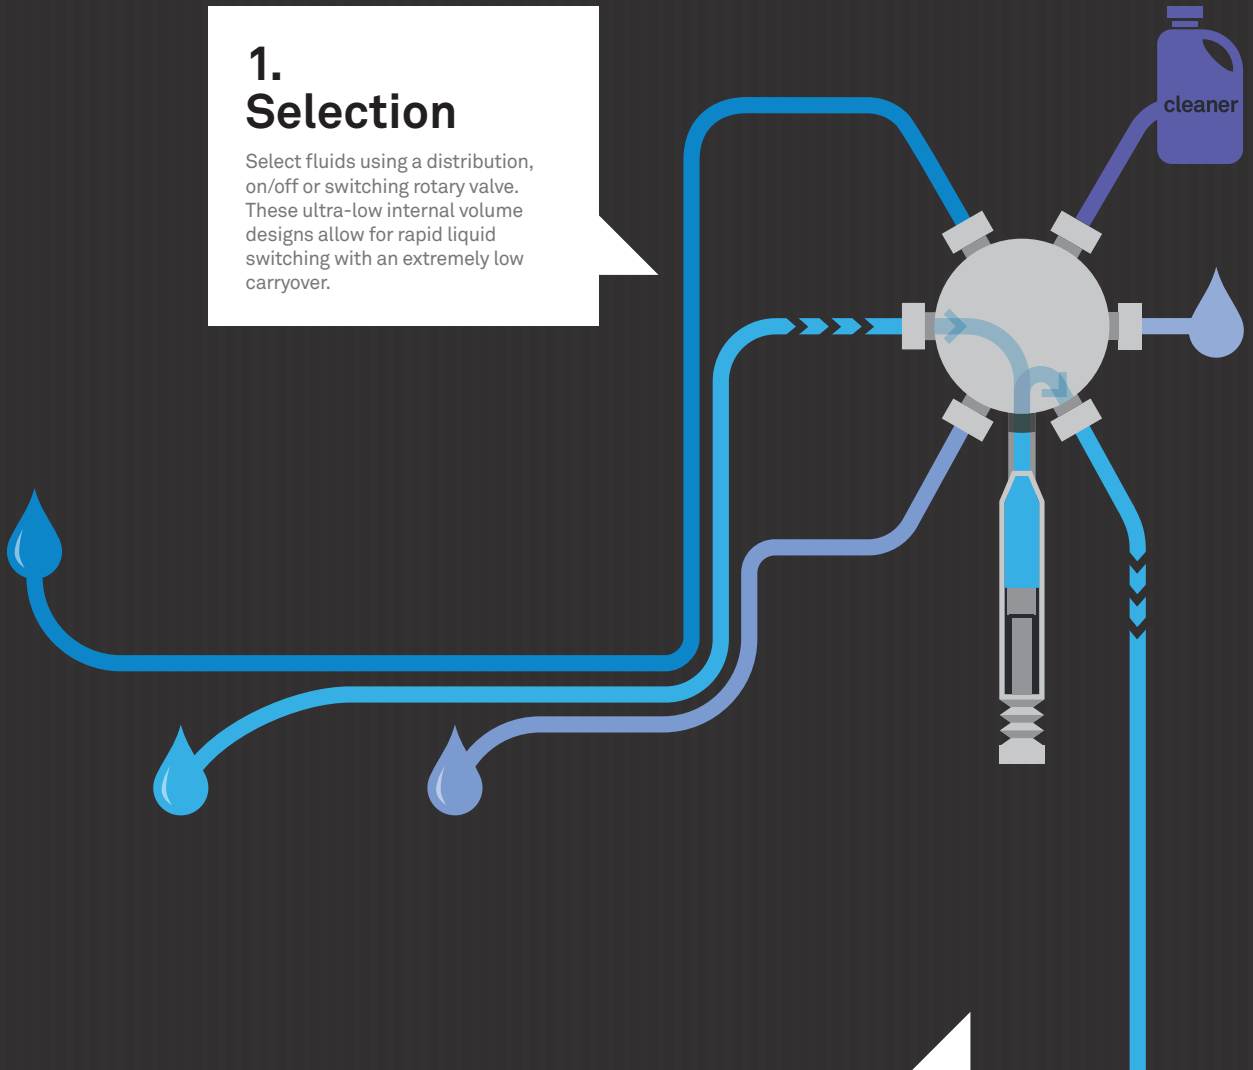 1.
Selection
Select fluids using a distribution,
on/off or switching rotary valve.
These ultra-low internal volume
designs allow for rapid liquid
switching with an extremely low
carryover.
cleaner